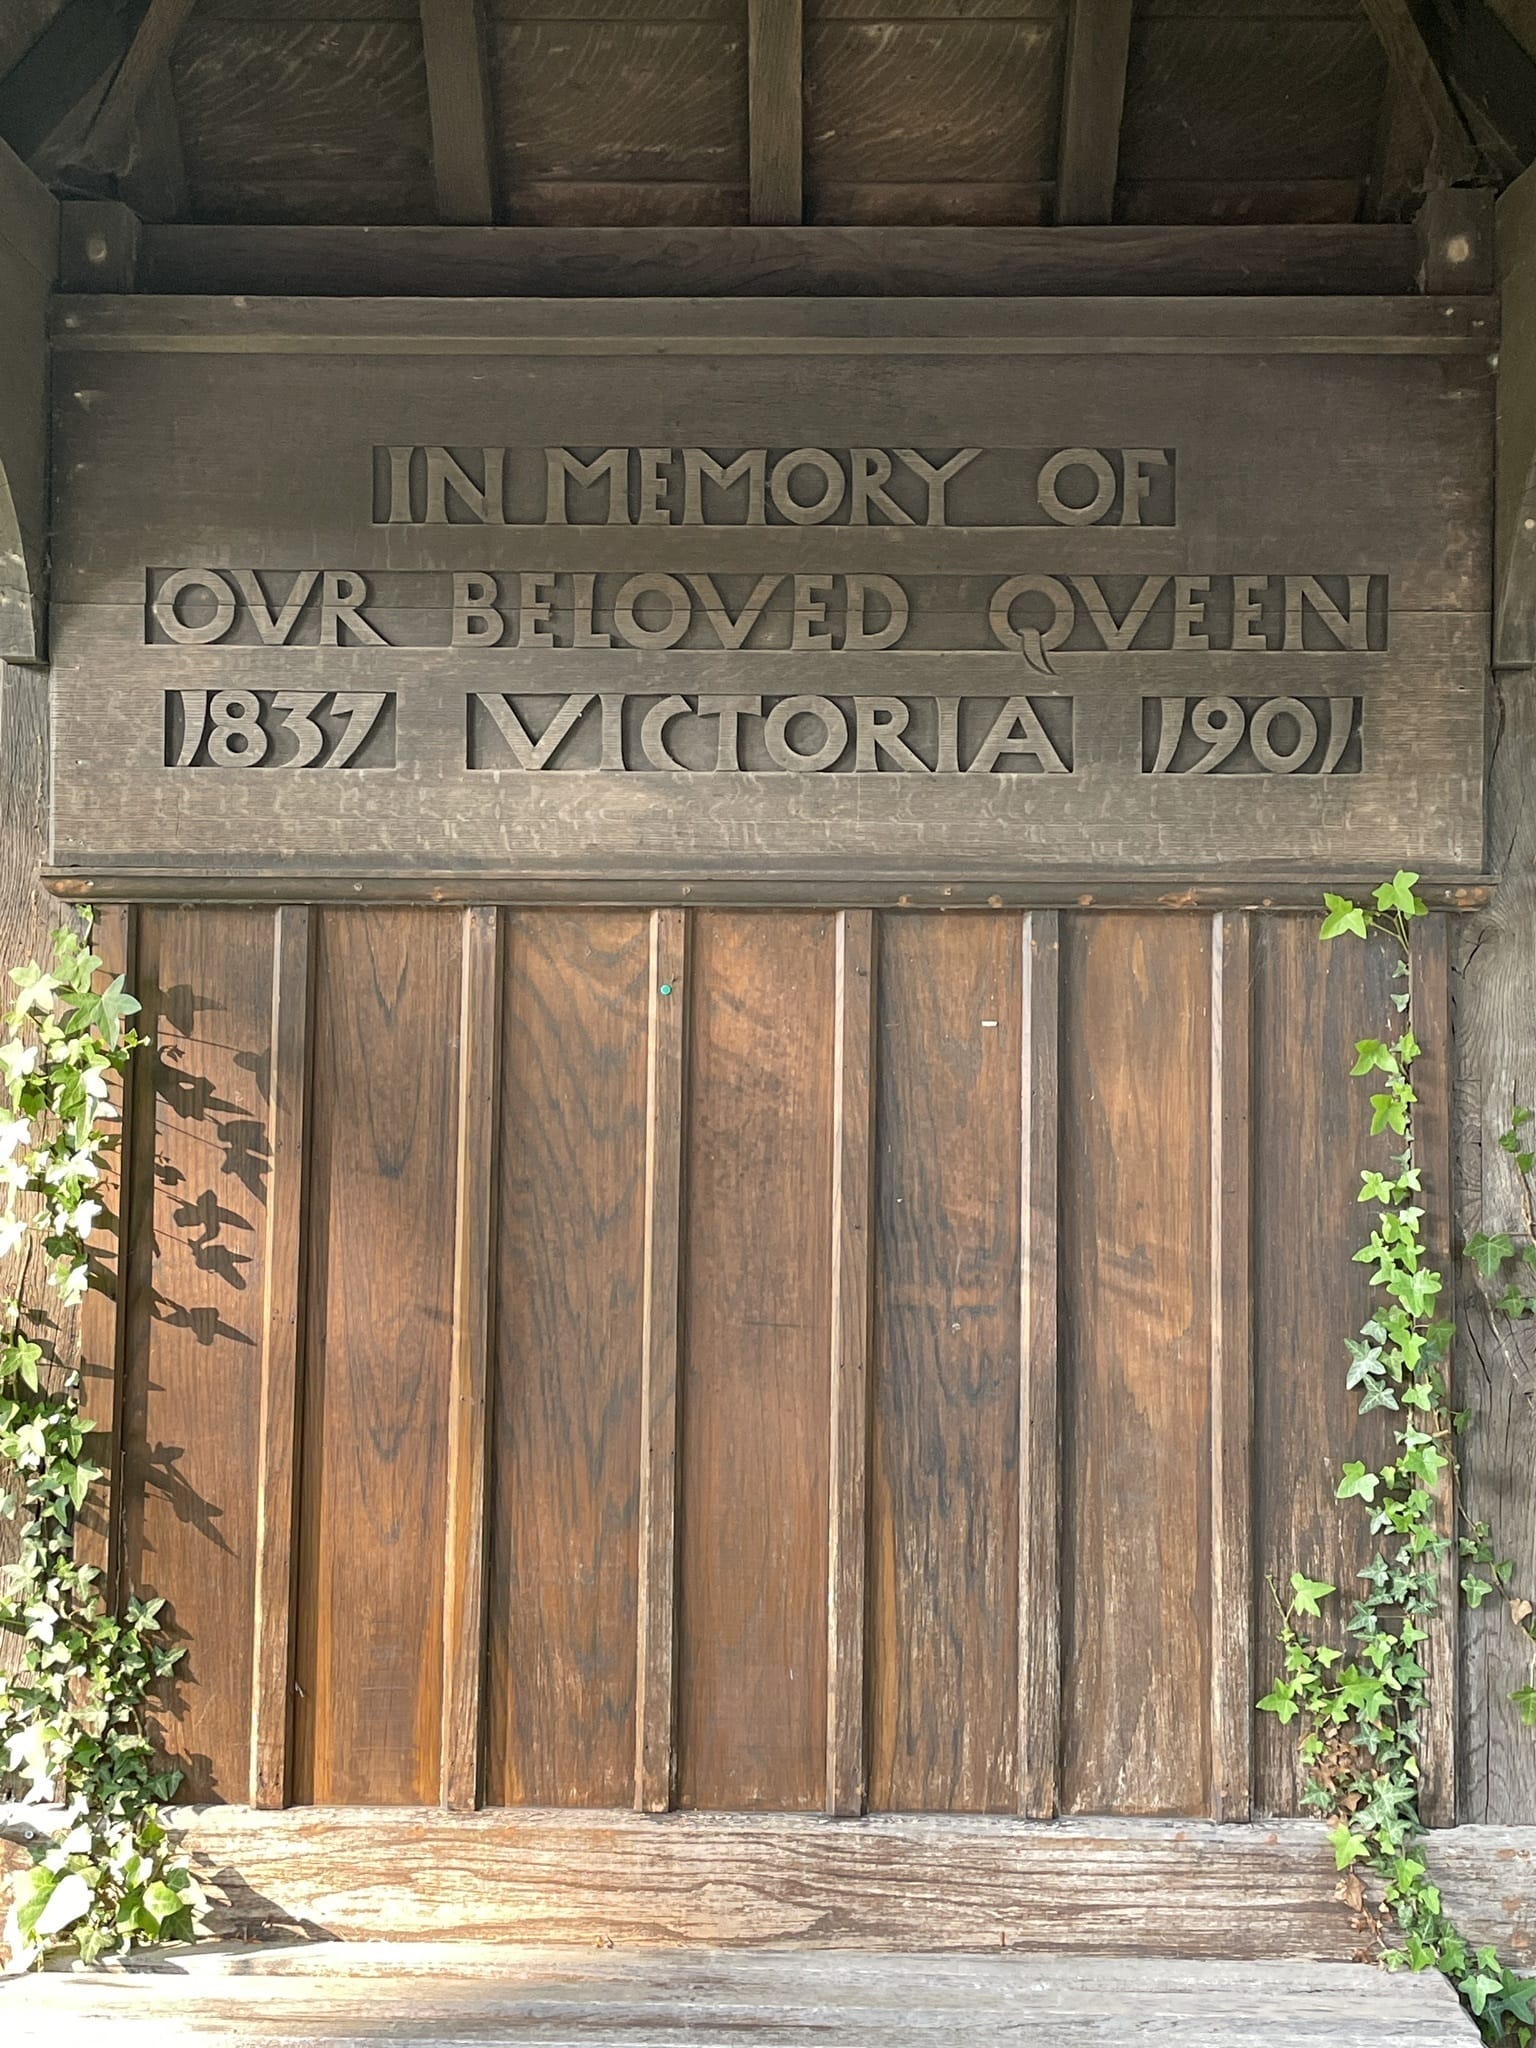 IN MEMORY OF
OVR BELOVED QVEEN
1837 VICTORIA 1901